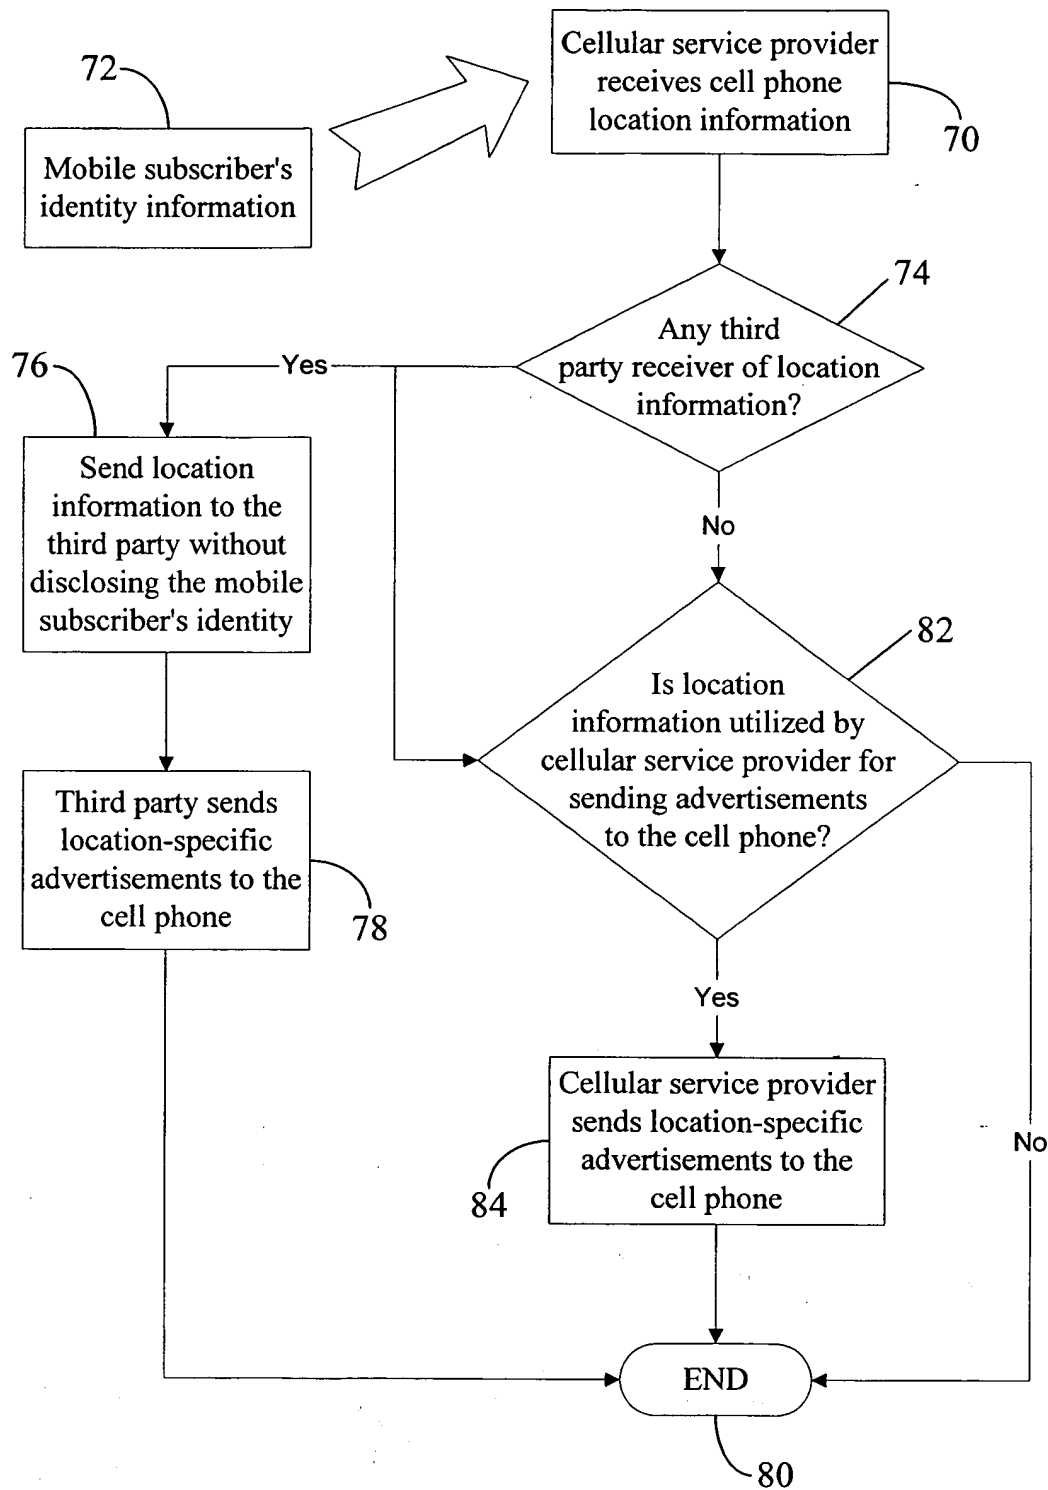 72
Mobile subscriber's
identity information
Cellular service provider
receives cell phone
location information
70
74
Any third
party receiver of location
information?
Yes
76
Send location
information to the
third party without
disclosing the mobile
subscriber's identity
No
82
Is location
information utilized by
cellular service provider for
sending advertisements
to the cell phone?
Third party sends
location-specific
advertisements to the
cell phone
78
Yes
Cellular service provider
sends location-specific
advertisements to the
cell phone
84
No
END
80